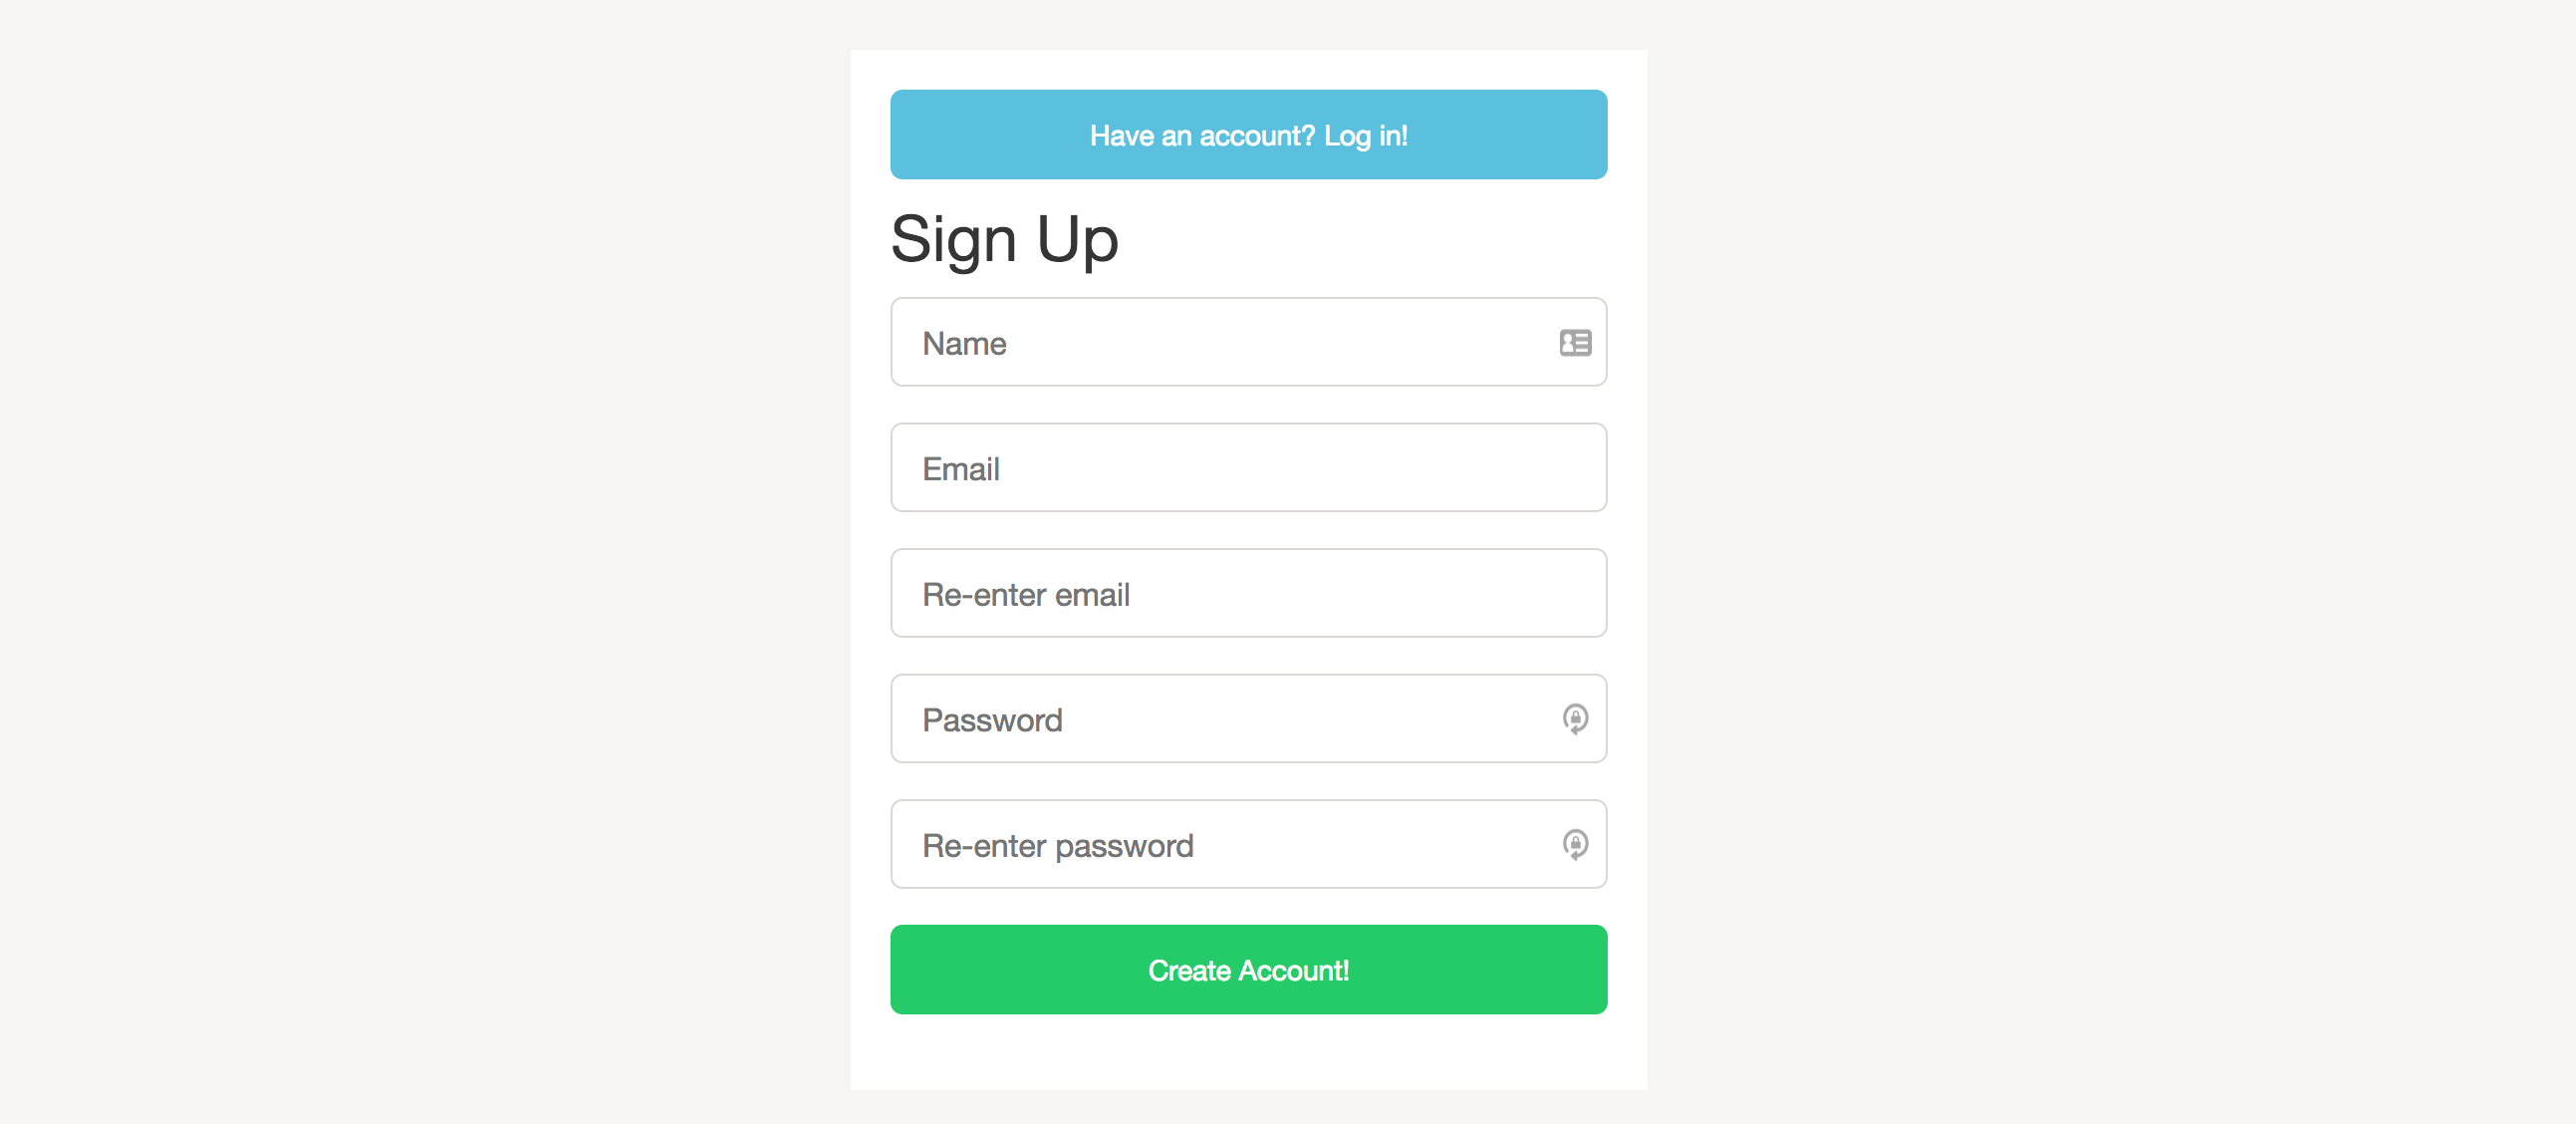 Have an account? Log in!
Sign Up
Name
Email
Re-enter email
Password
Re-enter password
Create Account!